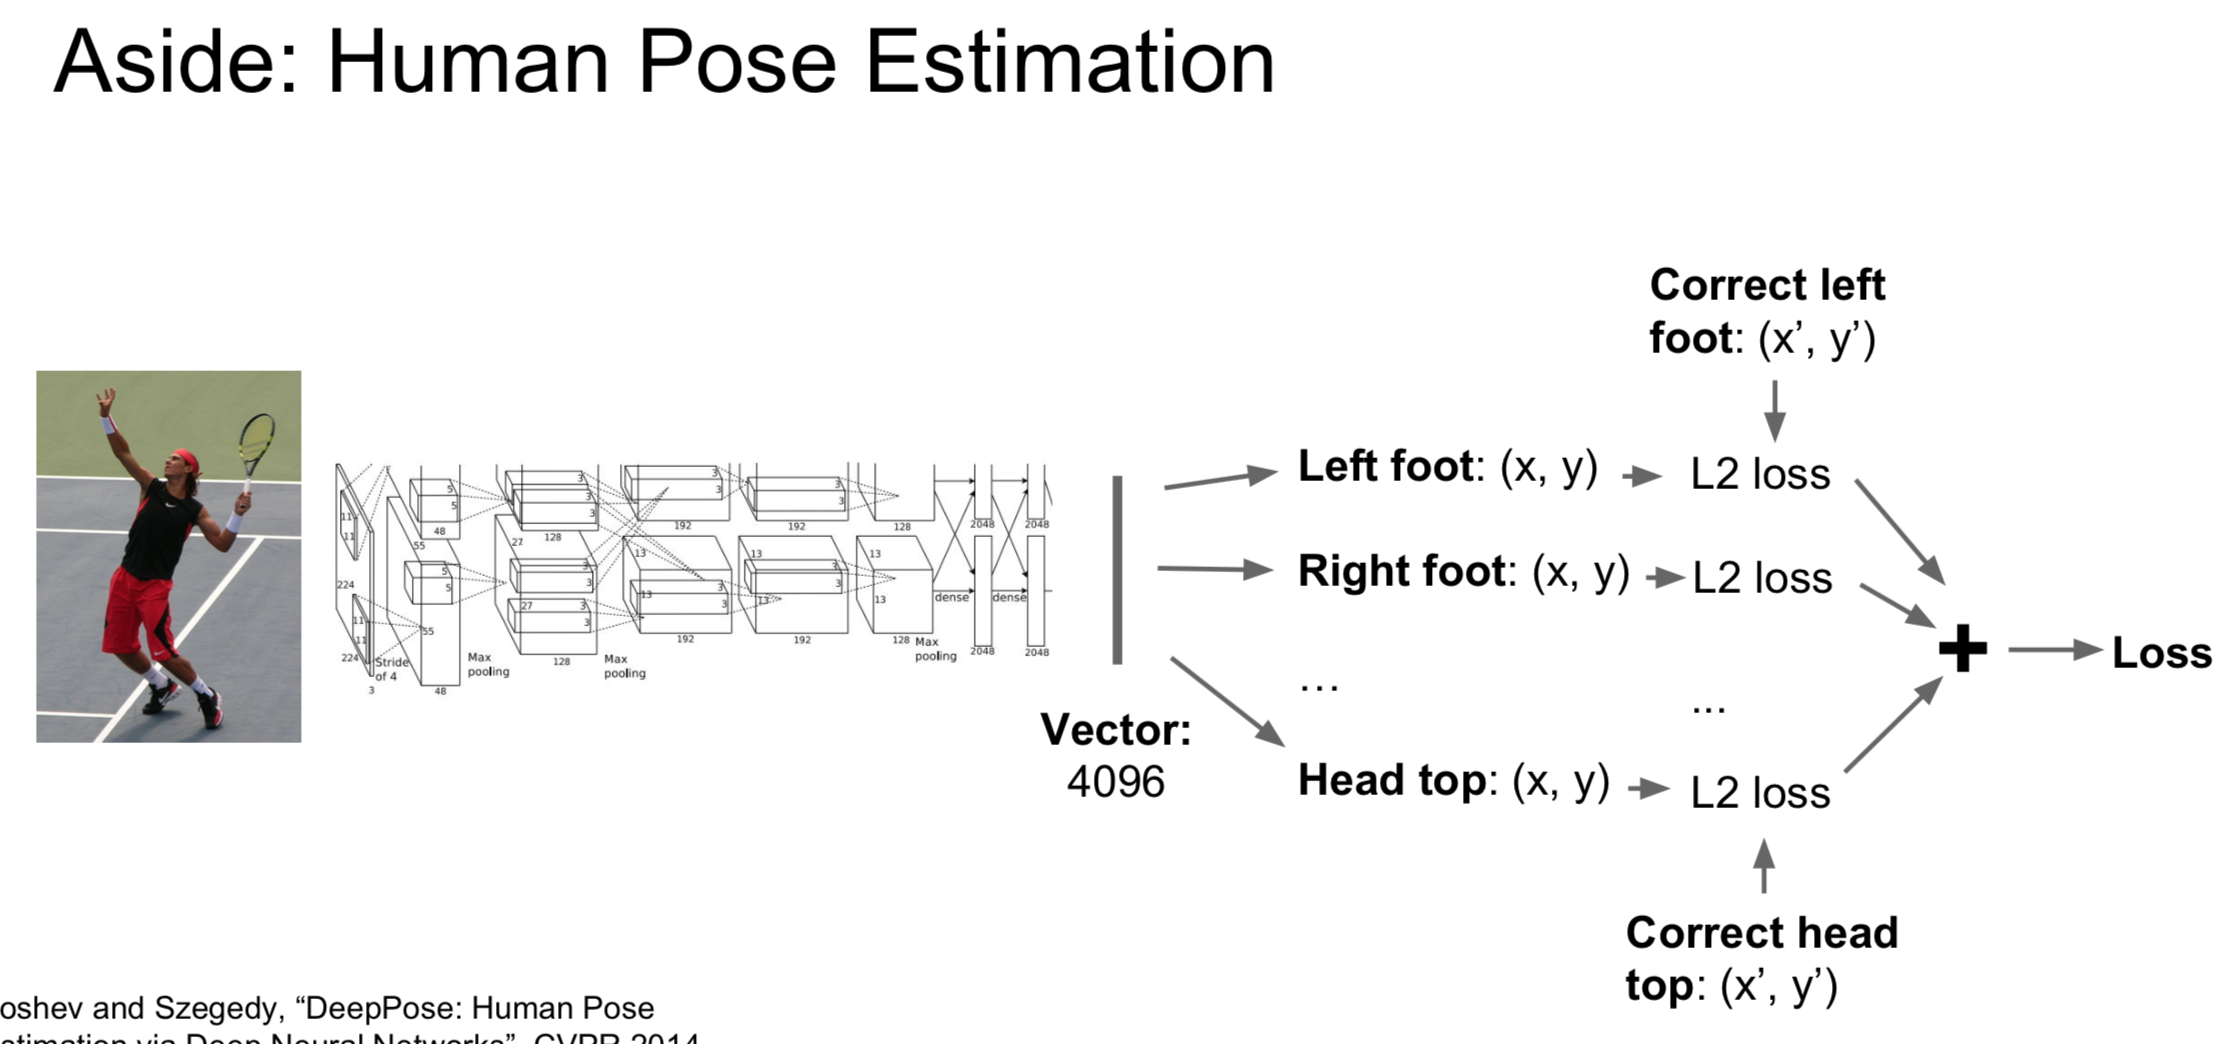 Aside: Human Pose Estimation
Correct left
foot: (x’, y’)
Left foot: (x, y)
L2 loss
Right foot: (x, y)
L2 loss
...
...
Head top: (x, y)
L2 loss
+
Loss
Correct head
top: (x’, y’)
Vector:
4096
11
11
224
11
11
224
3
Stride
of 4
5
5
48
55
5
5
55
48
Max
pooling
3
3
3
27
128
3
3
27
3
3
128
Max
pooling
3
3
192
13
13
3
3
192
3
3
192
13
3
3
13
192
128
13
13
128
Max
pooling
2048
2048
dense
dense
2048
2048
oshev and Szegedy, “DeepPose: Human Pose
stimation via Deep Neural Networks”, CVPR 2014